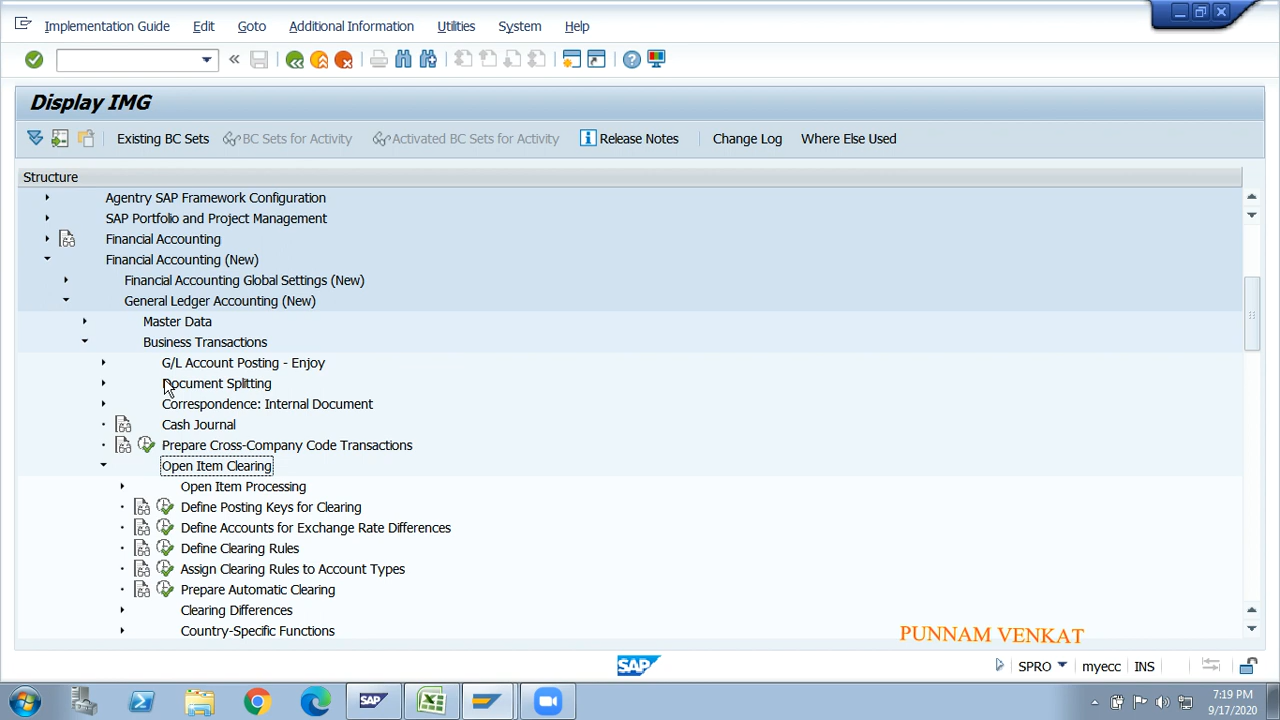 Implementation Guide Edit Goto Additional Information Utilities System Help
Display IMG
Existing BC Sets BC Sets for Activity Activated BC Sets for Activity Release Notes Change Log Where Else Used
Structure
Agentry SAP Framework Configuration
SAP Portfolio and Project Management
Financial Accounting
Financial Accounting (New)
Financial Accounting Global Settings (New)
General Ledger Accounting (New)
Master Data
Business Transactions
G/L Account Posting - Enjoy
Document Splitting
Correspondence: Internal Document
Cash Journal
Prepare Cross-Company Code Transactions
Open Item Clearing
Open Item Processing
Define Posting Keys for Clearing
Define Accounts for Exchange Rate Differences
Define Clearing Rules
Assign Clearing Rules to Account Types
Prepare Automatic Clearing
Clearing Differences
Country-Specific Functions
PUNNAM VENKAT
SAP SPRO myecc INS
SAP 7:19 PM
9/17/2020